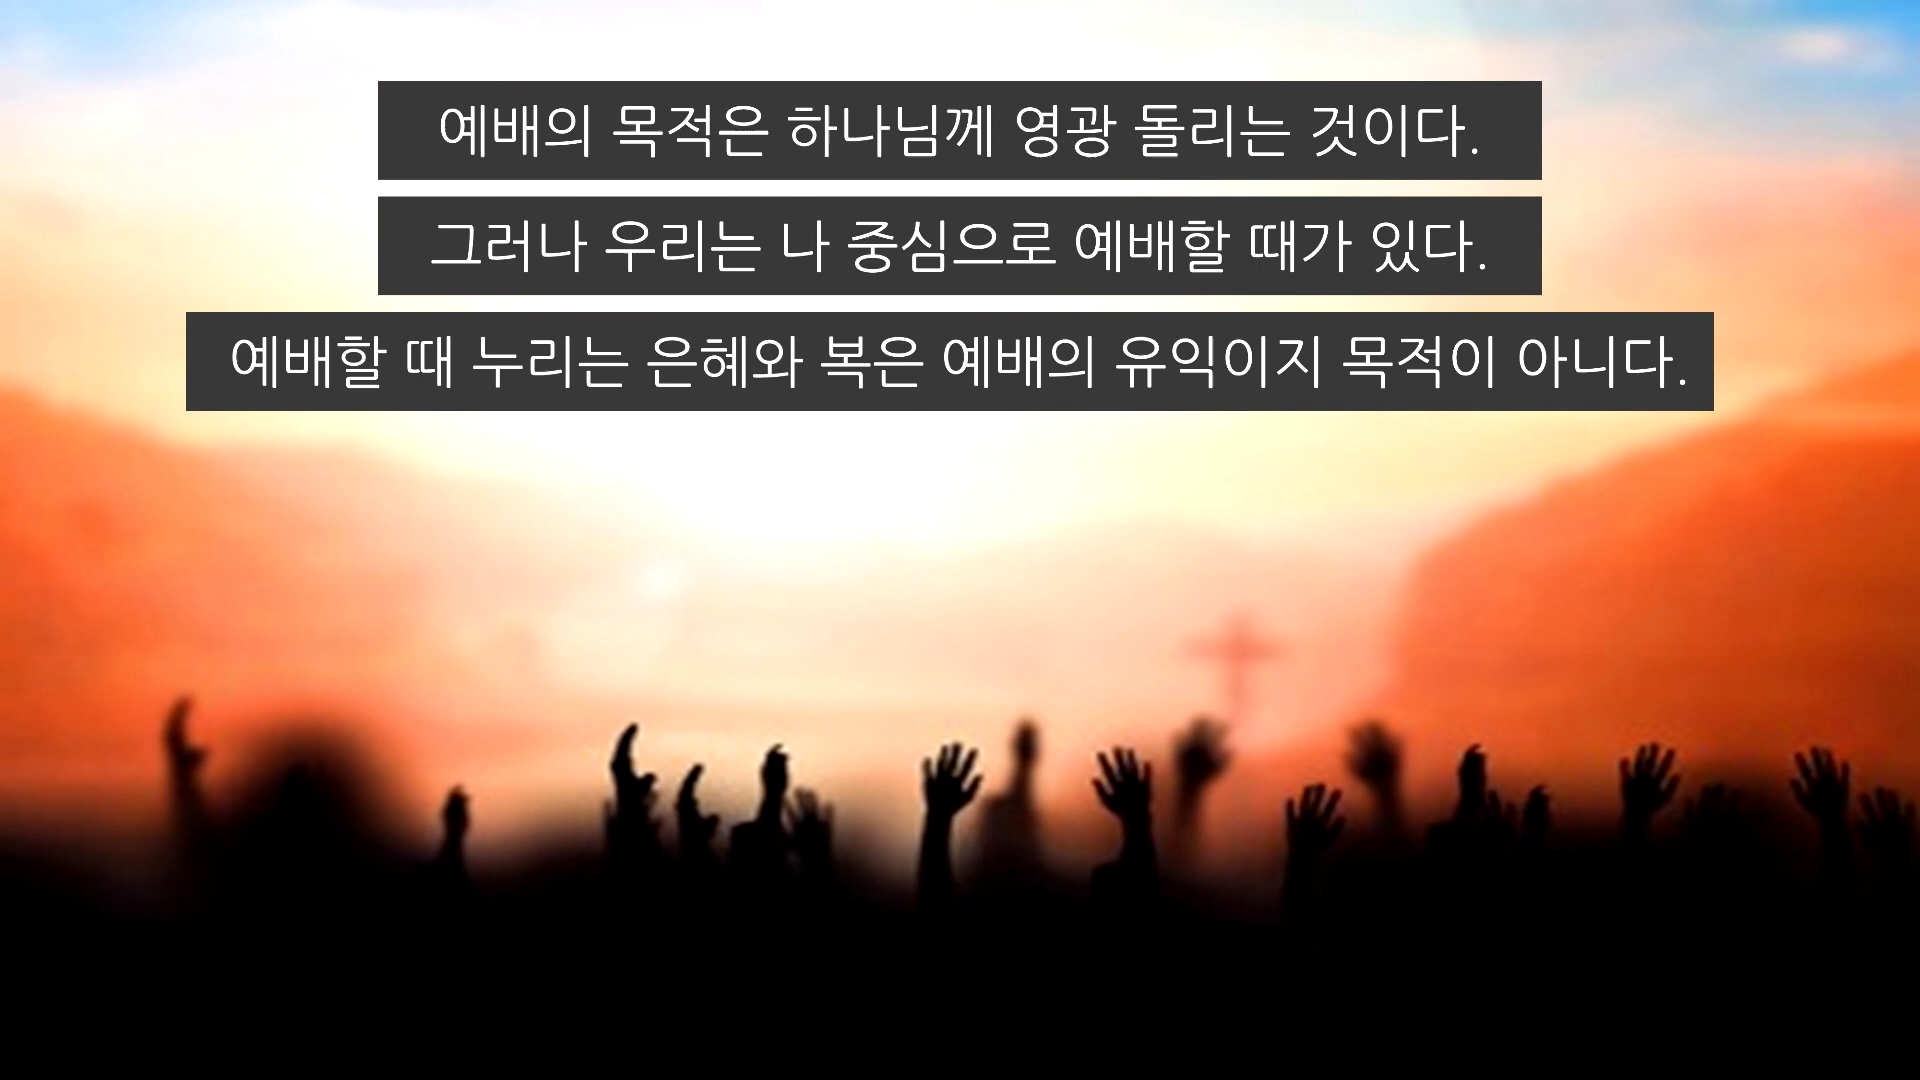 예배의 목적은 하나님께 영광 돌리는 것이다.
그러나 우리는 나 중심으로 예배할 때가 있다.
예배할 때 누리는 은혜와 복은 예배의 유익이지 목적이 아니다.